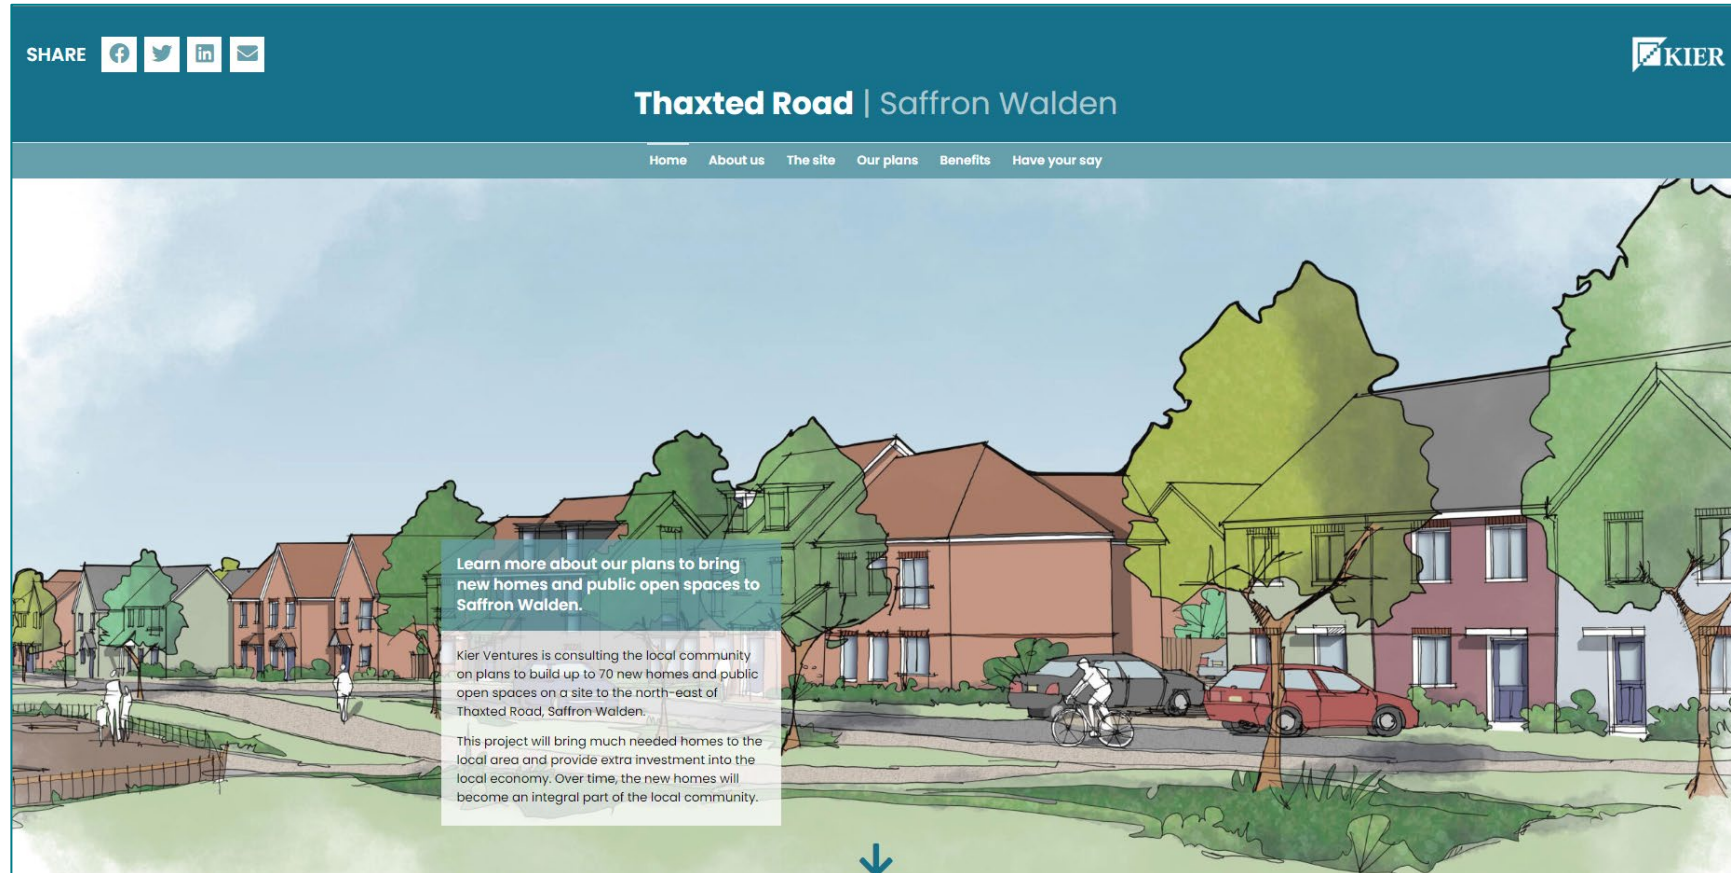 SHARE
KIER
Thaxted Road | Saffron Walden
Home About us The site Our plans Benefits Have your say
Learn more about our plans to bring
new homes and public open spaces to
Saffron Walden.
Kier Ventures is consulting the local community
on plans to build up to 70 new homes and public
open spaces on a site to the north-east of
Thaxted Road, Saffron Walden.
This project will bring much needed homes to the
local area and provide extra investment into the
local economy. Over time, the new homes will
become an integral part of the local community.